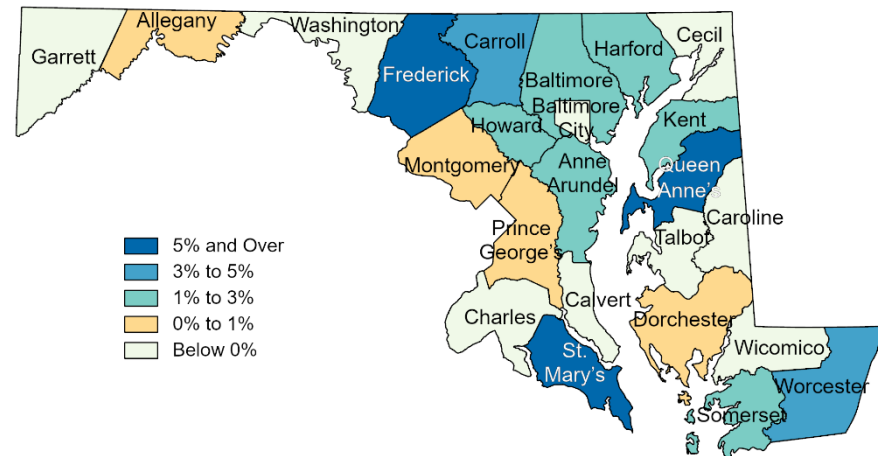 Garrett
Allegany
Washington
Frederick
Carroll
Baltimore
Harford
Cecil
Baltimore
City
Howard
Kent
Montgomery
Anne
Arundel
Queen
Anne's
Caroline
Talbot
Prince
George's
Calvert
Charles
Dorchester
St.
Mary's
Wicomico
Worcester
Somerset
5% and Over
3% to 5%
1% to 3%
0% to 1%
Below 0%